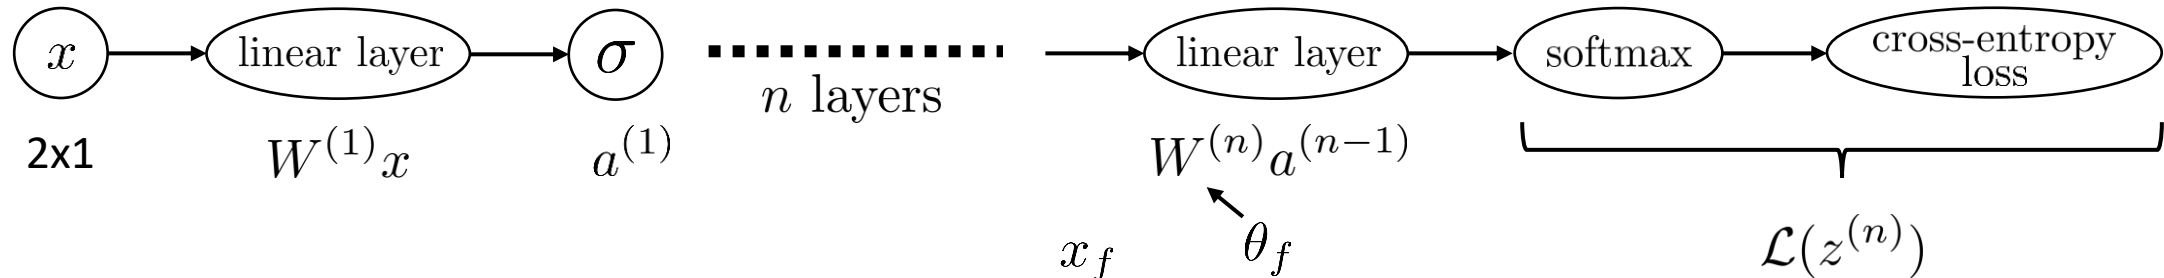 x
linear layer
σ
n layers
linear layer
softmax
cross-entropy
loss
2x1
W^{(1)}x
a^{(1)}
W^{(n)}a^{(n−1)}
x_f
θ_f
ℒ(z^{(n)})